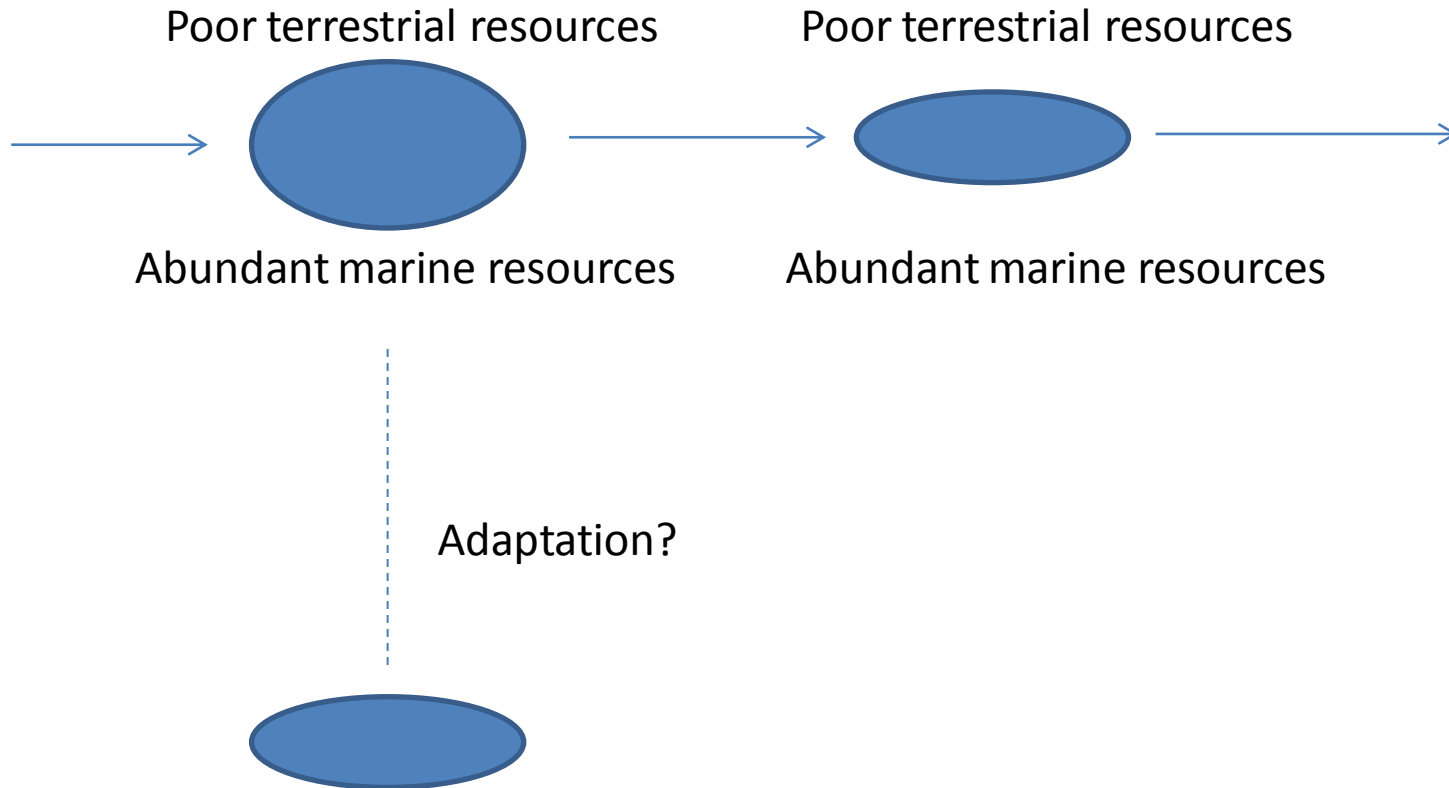 Poor terrestrial resources
Poor terrestrial resources
Abundant marine resources
Abundant marine resources
Adaptation?